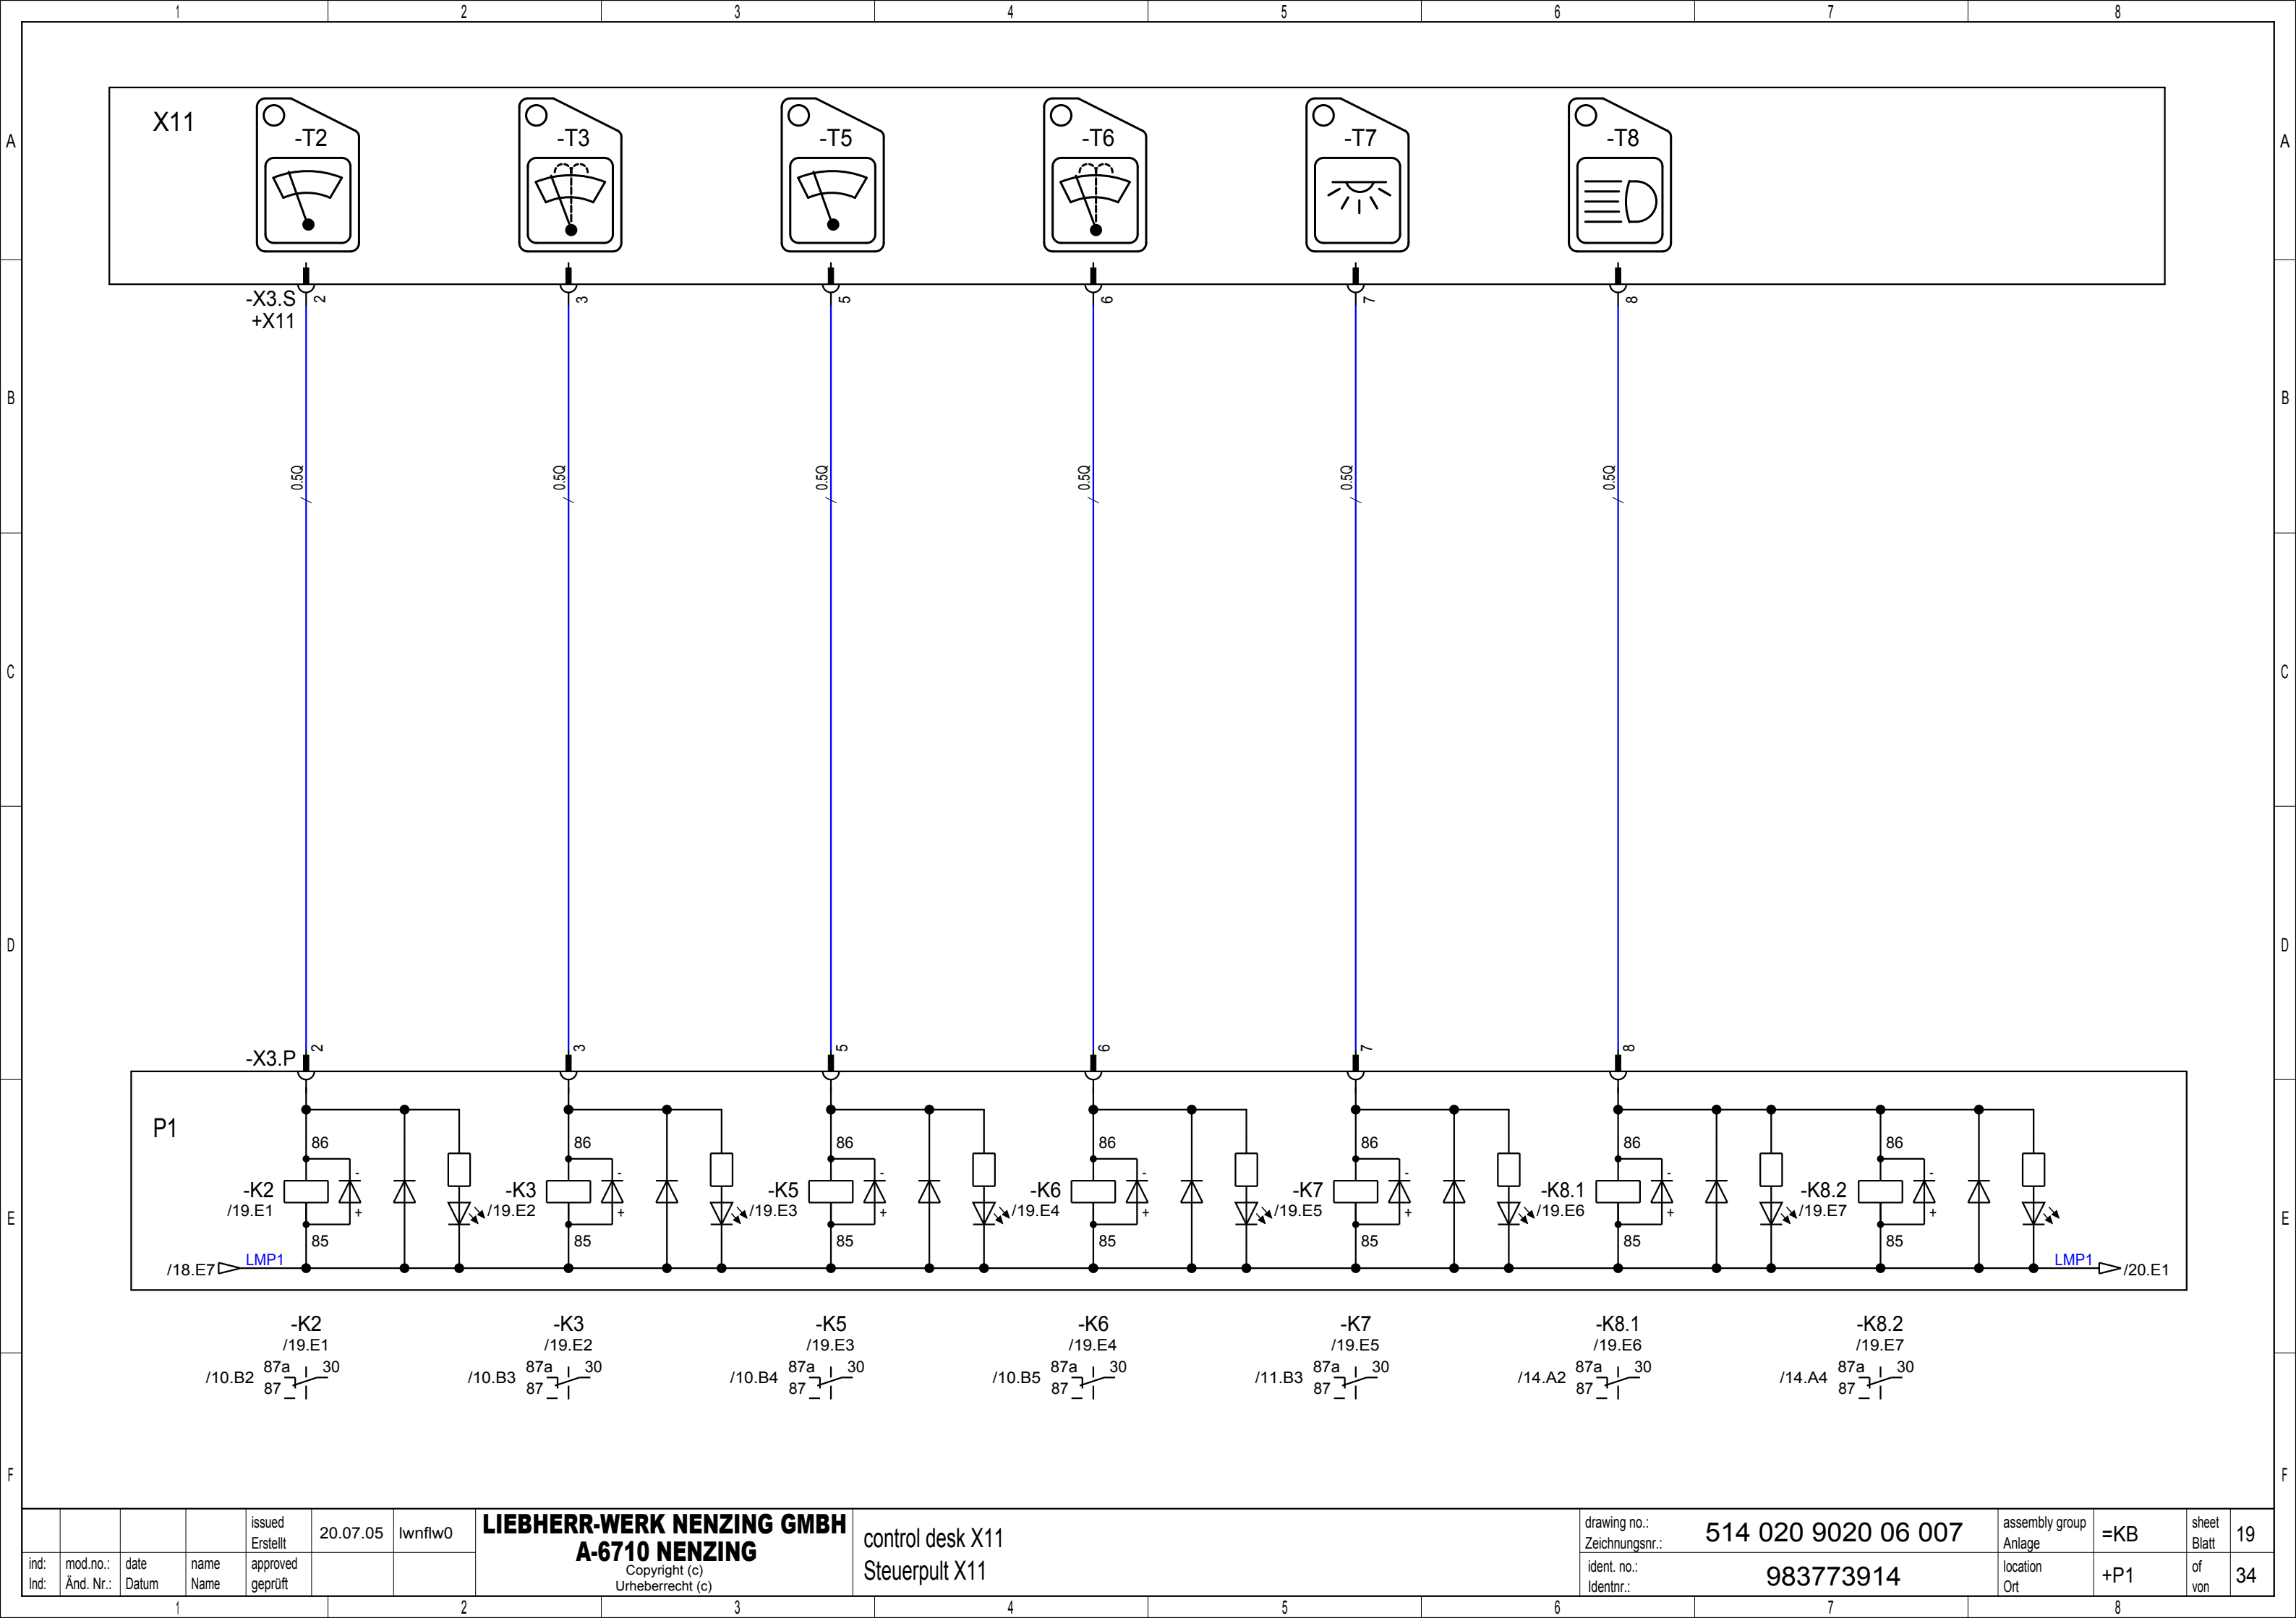 1 2 3 4 5 6 7 8
A A
X11 -T2 -T3 -T5 -T6 -T7 -T8
-X3.S 2 3 5 6 7 8
+X11
B B
0.5Q 0.5Q 0.5Q 0.5Q 0.5Q 0.5Q
C C
D D
-X3.P 2 3 5 6 7 8
P1
86 86 86 86 86 86 86
- - - - - - -
-K2 -K3 -K5 -K6 -K7 -K8.1 -K8.2
/19.E1 /19.E2 /19.E3 /19.E4 /19.E5 /19.E6 /19.E7
+ + + + + + +
E E
85 85 85 85 85 85 85
/18.E7 LMP1 LMP1 /20.E1
-K2 -K3 -K5 -K6 -K7 -K8.1 -K8.2
/19.E1 /19.E2 /19.E3 /19.E4 /19.E5 /19.E6 /19.E7
87a 30 87a 30 87a 30 87a 30 87a 30 87a 30 87a 30
/10.B2 /10.B3 /10.B4 /10.B5 /11.B3 /14.A2 /14.A4
87 87 87 87 87 87 87
F F
issued
Erstellt
20.07.05 lwnflw0
ind: mod.no.: date name approved
Ind: Änd. Nr.: Datum Name geprüft
LIEBHERR-WERK NENZING GMBH
A-6710 NENZING
Copyright (c)
Urheberrecht (c)
control desk X11
Steuerpult X11
drawing no.:
Zeichnungsnr.:
514 020 9020 06 007
ident. no.:
Identnr.:
983773914
assembly group
Anlage
=KB
location
Ort
+P1
sheet
Blatt
19
of
von
34
1 2 3 4 5 6 7 8